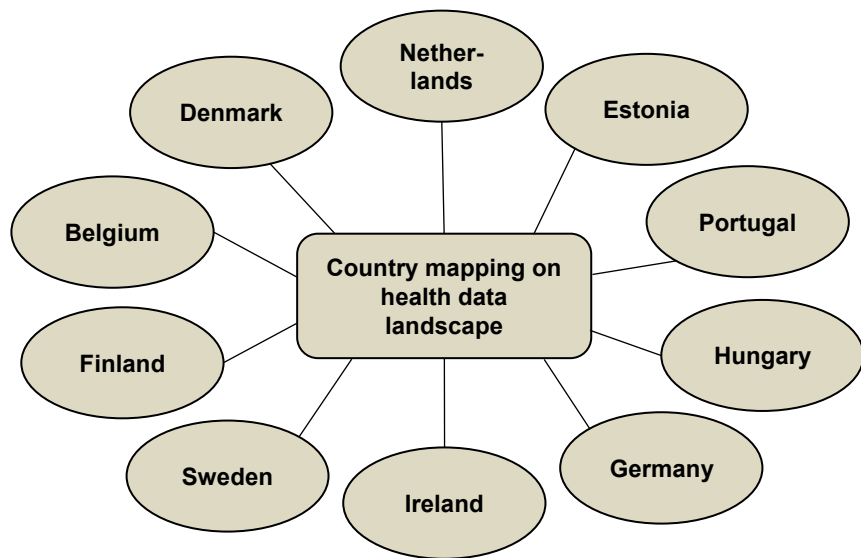 Nether-
lands
Denmark
Estonia
Belgium
Portugal
Country mapping on
health data
landscape
Finland
Hungary
Sweden
Germany
Ireland